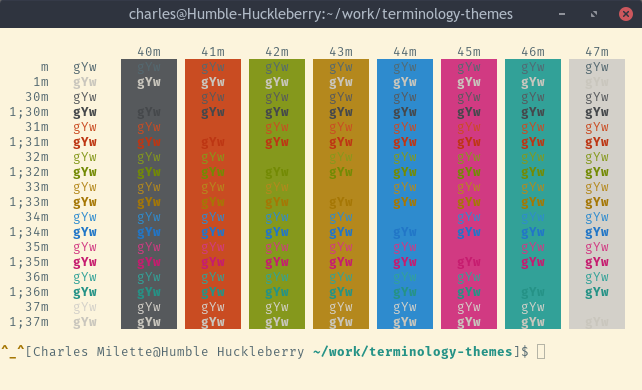 charles@Humble-Huckleberry:~/work/terminology-themes
40m 41m 42m 43m 44m 45m 46m 47m
m gYw gYw gYw gYw gYw gYw gYw gYw gYw
1m gYw gYw gYw gYw gYw gYw gYw gYw gYw
30m gYw gYw gYw gYw gYw gYw gYw gYw
1;30m gYw gYw gYw gYw gYw gYw gYw gYw gYw
31m gYw gYw gYw gYw gYw gYw gYw gYw
1;31m gYw gYw gYw gYw gYw gYw gYw gYw gYw
32m gYw gYw gYw gYw gYw gYw gYw gYw
1;32m gYw gYw gYw gYw gYw gYw gYw gYw gYw
33m gYw gYw gYw gYw gYw gYw gYw gYw
1;33m gYw gYw gYw gYw gYw gYw gYw gYw gYw
34m gYw gYw gYw gYw gYw gYw gYw gYw
1;34m gYw gYw gYw gYw gYw gYw gYw gYw gYw
35m gYw gYw gYw gYw gYw gYw gYw gYw
1;35m gYw gYw gYw gYw gYw gYw gYw gYw gYw
36m gYw gYw gYw gYw gYw gYw gYw gYw
1;36m gYw gYw gYw gYw gYw gYw gYw gYw gYw
37m gYw gYw gYw gYw gYw gYw gYw gYw
1;37m gYw gYw gYw gYw gYw gYw gYw gYw gYw
^_^[Charles Milette@Humble Huckleberry ~/work/terminology-themes]$